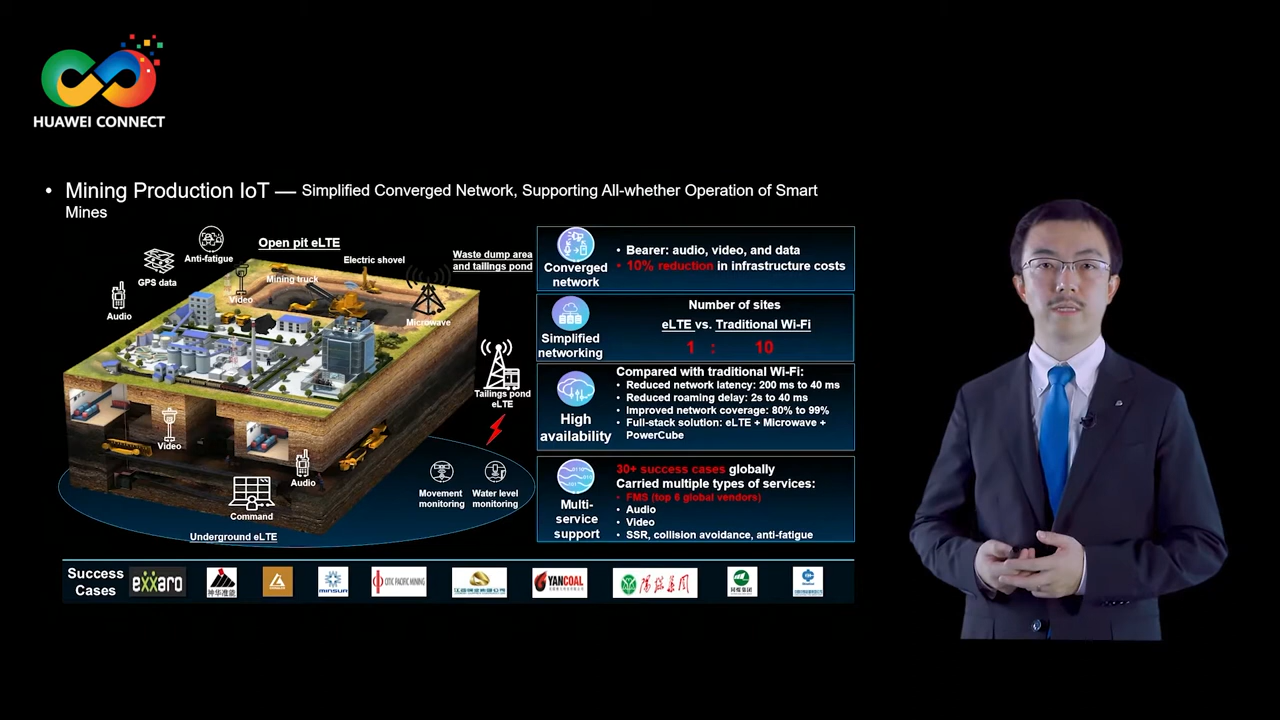 HUAWEI CONNECT
• Mining Production IoT — Simplified Converged Network, Supporting All-whether Operation of Smart
Mines
Anti-fatigue
GPS data
Audio
Video
Open pit eLTE
Electric shovel
Mining truck
Waste dump area
and tailings pond
Microwave
Tailings pond
eLTE
Video
Audio
Command
Underground eLTE
Movement
monitoring
Water level
monitoring
Converged
network
• Bearer: audio, video, and data
• 10% reduction in infrastructure costs
Simplified
networking
Number of sites
eLTE vs. Traditional Wi-Fi
1 : 10
High
availability
Compared with traditional Wi-Fi:
• Reduced network latency: 200 ms to 40 ms
• Reduced roaming delay: 2s to 40 ms
• Improved network coverage: 80% to 99%
• Full-stack solution: eLTE + Microwave +
PowerCube
Multi-
service
support
30+ success cases globally
Carried multiple types of services:
• FMS (top 6 global vendors)
• Audio
• Video
• SSR, collision avoidance, anti-fatigue
Success
Cases
exxaro
神华准能
MINSUR
CITIC PACIFIC MINING
YANCOAL